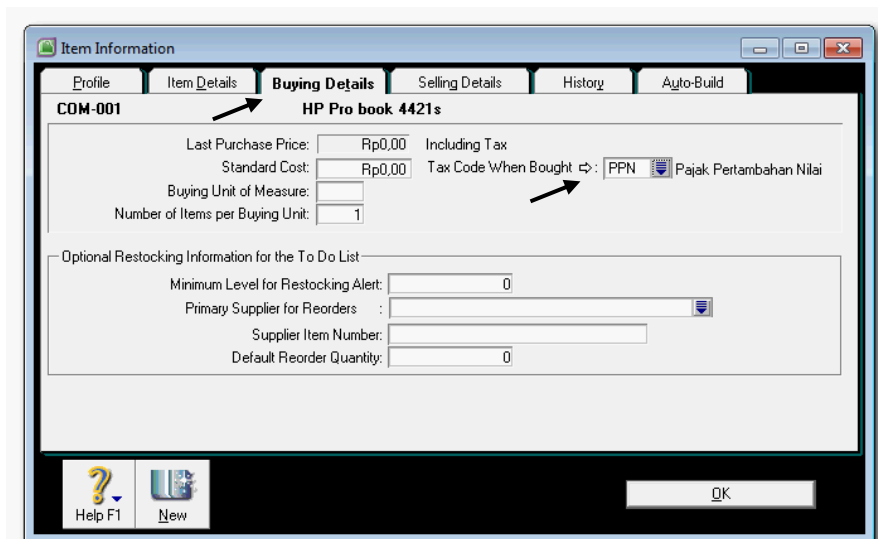 Item Information
Profile Item Details Buying Details Selling Details History Auto-Build
COM-001 HP Pro book 4421s
Last Purchase Price: Rp0,00 Including Tax
Standard Cost: Rp0,00 Tax Code When Bought ⇨: PPN Pajak Pertambahan Nilai
Buying Unit of Measure:
Number of Items per Buying Unit: 1
Optional Restocking Information for the To Do List
Minimum Level for Restocking Alert: 0
Primary Supplier for Reorders :
Supplier Item Number:
Default Reorder Quantity: 0
Help F1 New OK